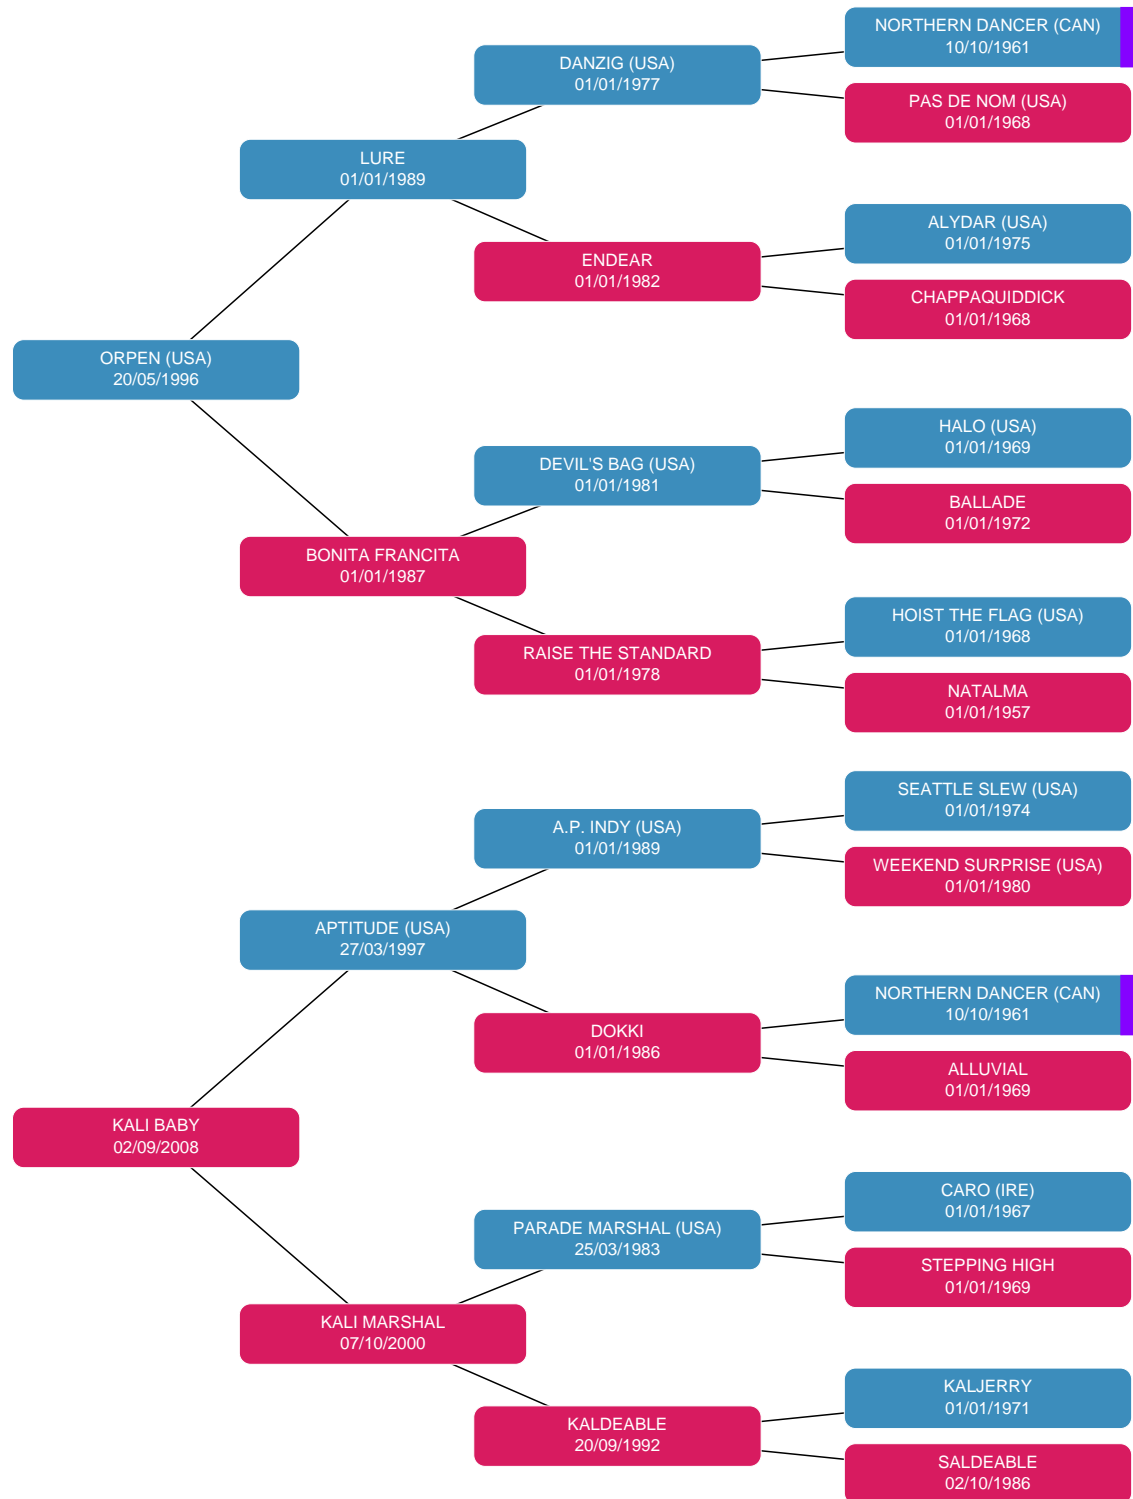 NORTHERN DANCER (CAN)
10/10/1961
DANZIG (USA)
01/01/1977
PAS DE NOM (USA)
01/01/1968
LURE
01/01/1989
ALYDAR (USA)
01/01/1975
ENDEAR
01/01/1982
CHAPPAQUIDDICK
01/01/1968
ORPEN (USA)
20/05/1996
HALO (USA)
01/01/1969
DEVIL'S BAG (USA)
01/01/1981
BALLADE
01/01/1972
BONITA FRANCITA
01/01/1987
HOIST THE FLAG (USA)
01/01/1968
RAISE THE STANDARD
01/01/1978
NATALMA
01/01/1957
SEATTLE SLEW (USA)
01/01/1974
A.P. INDY (USA)
01/01/1989
WEEKEND SURPRISE (USA)
01/01/1980
APTITUDE (USA)
27/03/1997
NORTHERN DANCER (CAN)
10/10/1961
DOKKI
01/01/1986
ALLUVIAL
01/01/1969
KALI BABY
02/09/2008
CARO (IRE)
01/01/1967
PARADE MARSHAL (USA)
25/03/1983
STEPPING HIGH
01/01/1969
KALI MARSHAL
07/10/2000
KALJERRY
01/01/1971
KALDEABLE
20/09/1992
SALDEABLE
02/10/1986